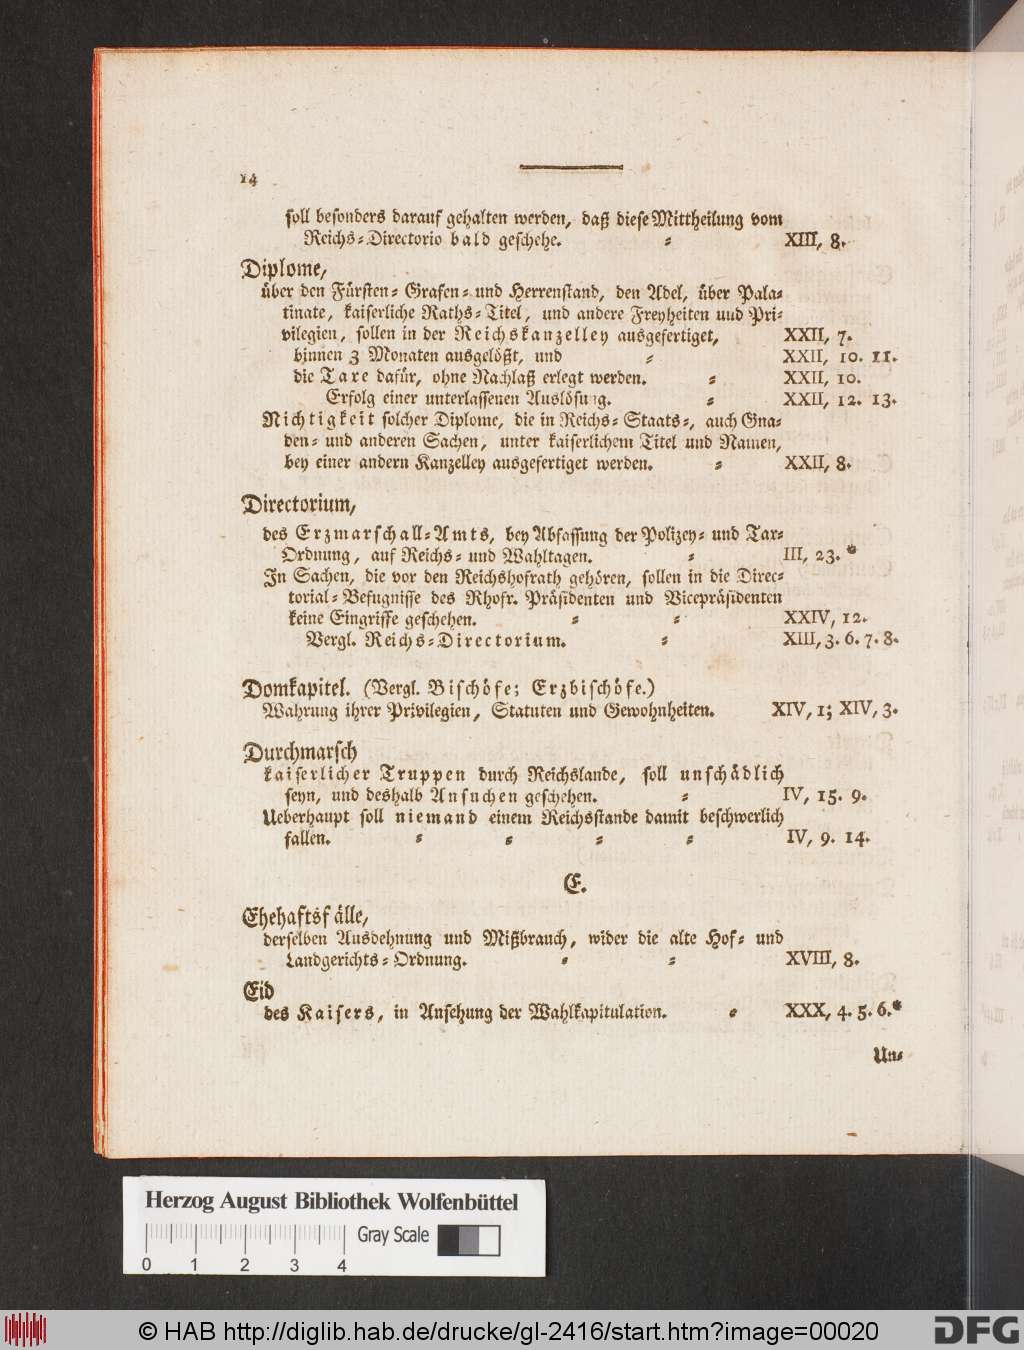 14
soll besonders darauf gehalten werden, daß diese Mittheilung vom
Reichs-Directorio bald geschehe. - XIII, 8.
Diplome,
über den Fürsten- Grafen- und Herrenstand, den Adel, über Pala-
tinate, kaiserliche Raths-Titel, und andere Freyheiten und Pri-
vilegien, sollen in der Reichskanzelley ausgefertiget, XXII, 7.
binnen 3 Monaten ausgelößt, und - XXII, 10. 11.
die Taxe dafür, ohne Nachlaß erlegt werden. - XXII, 10.
Erfolg einer unterlassenen Auslösung. - XXII, 12. 13.
Nichtigkeit solcher Diplome, die in Reichs- Staats-, auch Gna-
den- und anderen Sachen, unter kaiserlichem Titel und Namen,
bey einer andern Kanzelley ausgefertiget werden. - XXII, 8.
Directorium,
des Erzmarschall-Amts, bey Abfassung der Polizey- und Tax-
Ordnung, auf Reichs- und Wahltagen. - III, 23. *
In Sachen, die vor den Reichshofrath gehören, sollen in die Direc-
torial-Befugnisse des Rhofr. Präsidenten und Vicepräsidenten
keine Eingriffe geschehen. - - XXIV, 12.
Vergl. Reichs-Directorium. - XIII, 3. 6. 7. 8.
Domkapitel. (Vergl. Bischöfe; Erzbischöfe.)
Wahrung ihrer Privilegien, Statuten und Gewohnheiten. XIV, 1; XIV, 3.
Durchmarsch
kaiserlicher Truppen durch Reichslande, soll unschädlich
seyn, und deshalb Ansuchen geschehen. - IV, 15. 9.
Ueberhaupt soll niemand einem Reichsstande damit beschwerlich
fallen. - - - - IV, 9. 14.
E.
Ehehaftsfälle,
derselben Ausdehnung und Mißbrauch, wider die alte Hof- und
Landgerichts-Ordnung. - - XVIII, 8.
Eid
des Kaisers, in Ansehung der Wahlkapitulation. - XXX, 4. 5. 6.*
Un-
Herzog August Bibliothek Wolfenbüttel
Gray Scale
0 1 2 3 4
© HAB http://diglib.hab.de/drucke/gl-2416/start.htm?image=00020
DFG